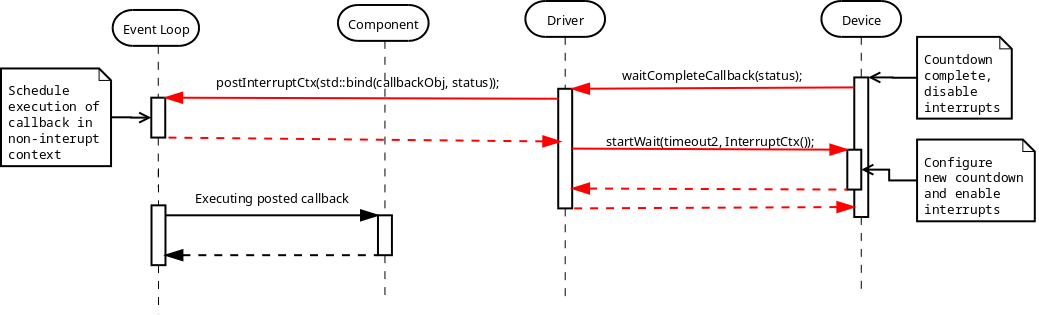 Event Loop
Component
Driver
Device
Schedule
execution of
callback in
non-interupt
context
postInterruptCtx(std::bind(callbackObj, status));
waitCompleteCallback(status);
Countdown
complete,
disable
interrupts
startWait(timeout2, InterruptCtx());
Configure
new countdown
and enable
interrupts
Executing posted callback